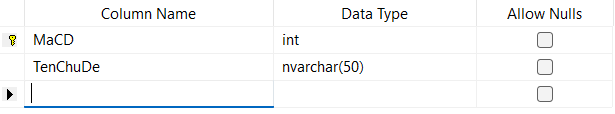 Column Name Data Type Allow Nulls
MaCD int
TenChuDe nvarchar(50)